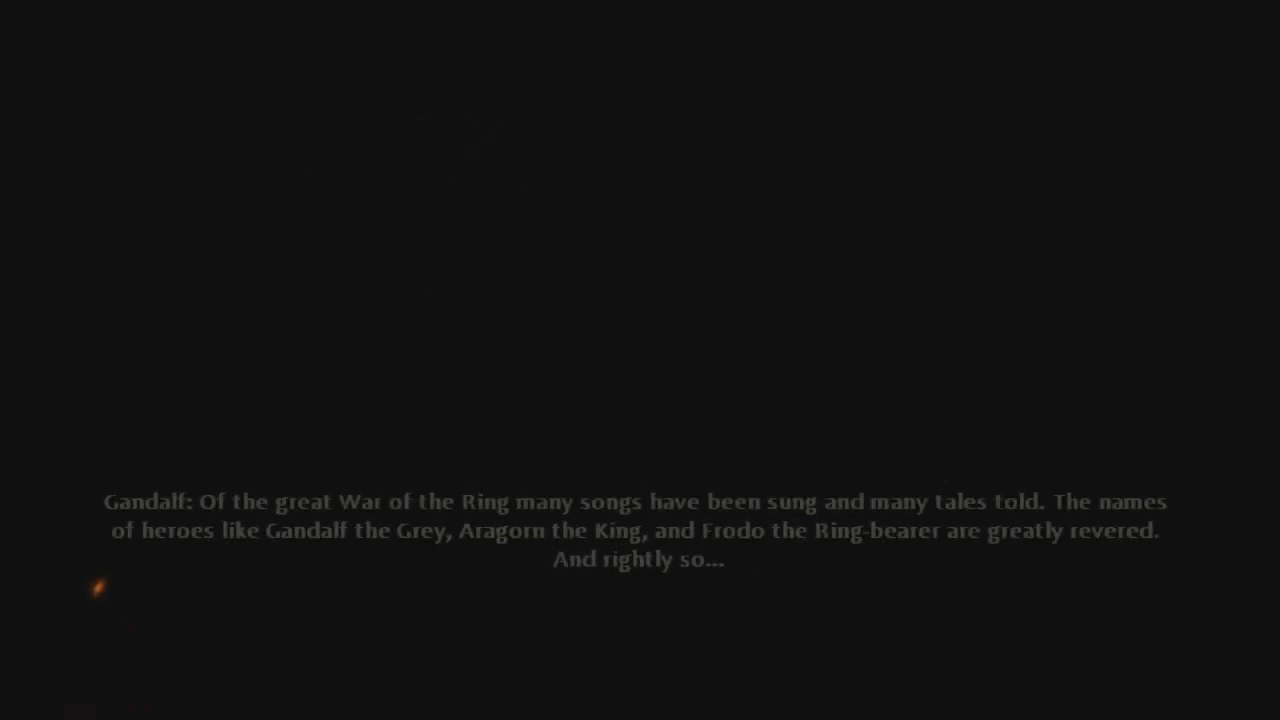 Gandalf: Of the great War of the Ring many songs have been sung and many tales told. The names
of heroes like Gandalf the Grey, Aragorn the King, and Frodo the Ring-bearer are greatly revered.
And rightly so...